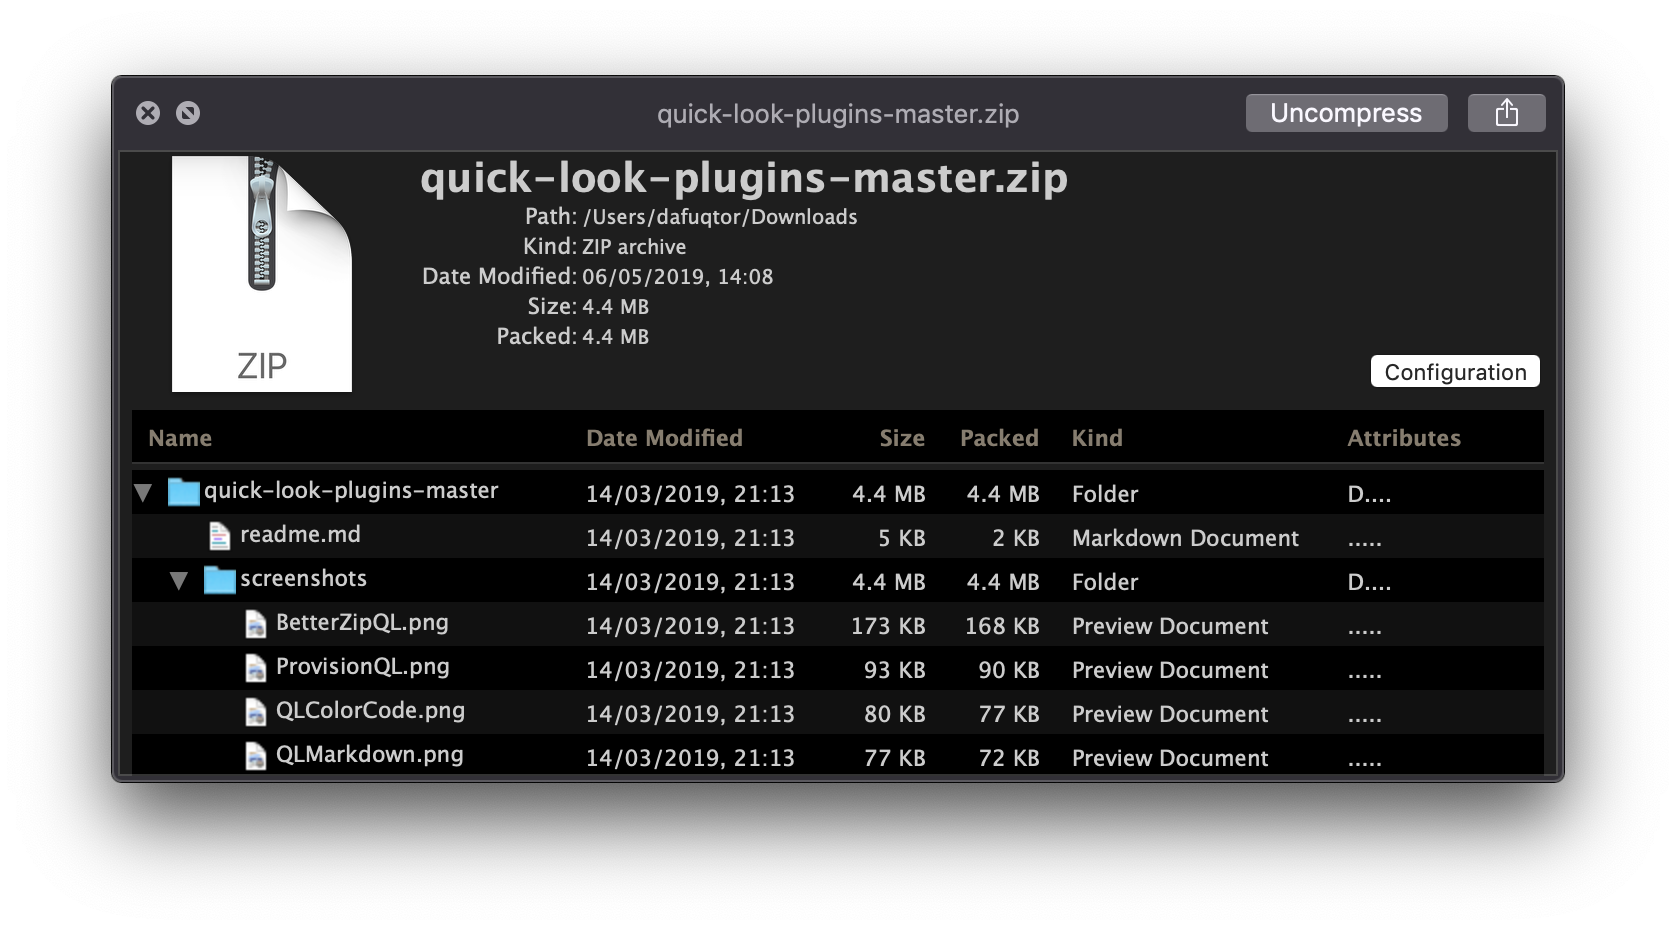 quick-look-plugins-master.zip
Uncompress
quick-look-plugins-master.zip
Path: /Users/dafuqtor/Downloads
Kind: ZIP archive
Date Modified: 06/05/2019, 14:08
Size: 4.4 MB
Packed: 4.4 MB
ZIP
Configuration
Name Date Modified Size Packed Kind Attributes
quick-look-plugins-master 14/03/2019, 21:13 4.4 MB 4.4 MB Folder D....
readme.md 14/03/2019, 21:13 5 KB 2 KB Markdown Document .....
screenshots 14/03/2019, 21:13 4.4 MB 4.4 MB Folder D....
BetterZipQL.png 14/03/2019, 21:13 173 KB 168 KB Preview Document .....
ProvisionQL.png 14/03/2019, 21:13 93 KB 90 KB Preview Document .....
QLColorCode.png 14/03/2019, 21:13 80 KB 77 KB Preview Document .....
QLMarkdown.png 14/03/2019, 21:13 77 KB 72 KB Preview Document .....